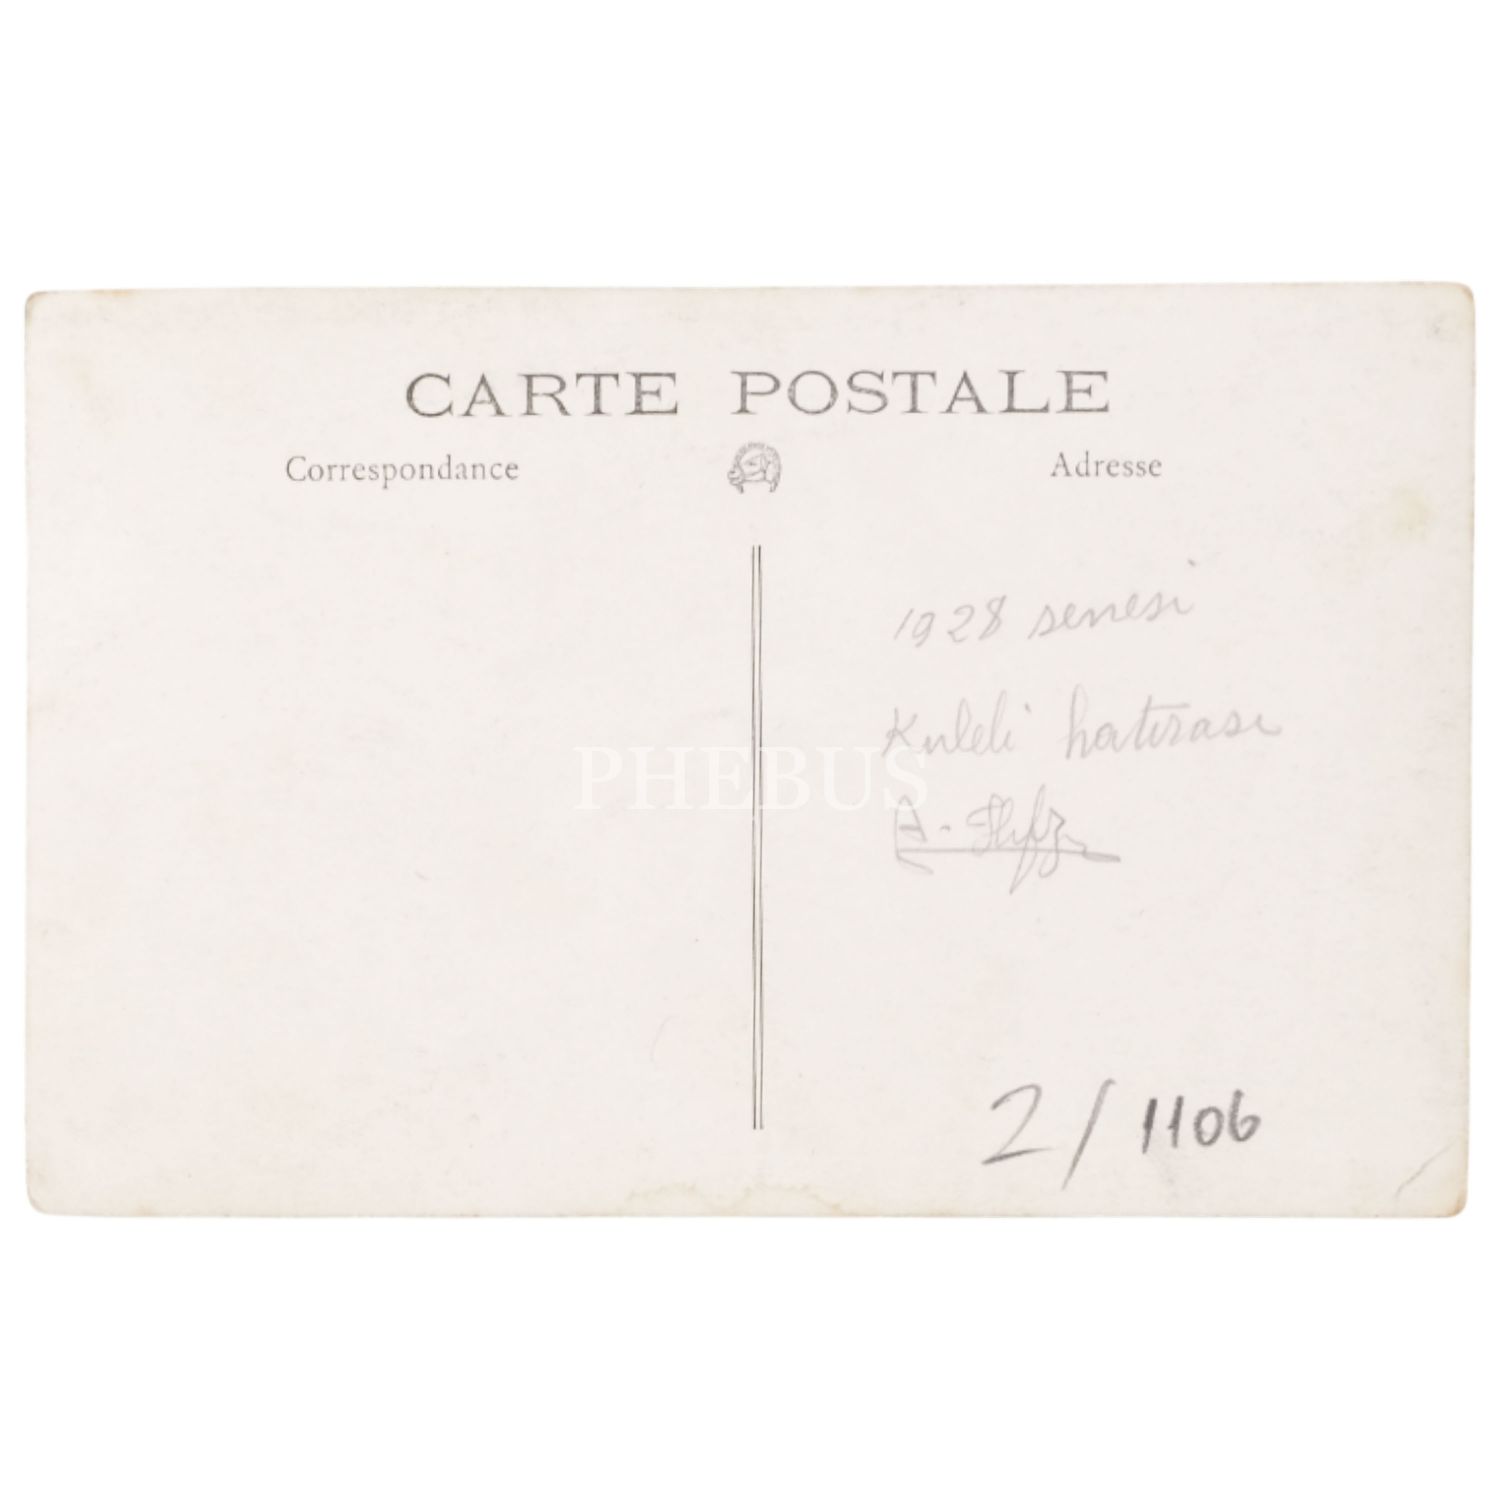 CARTE POSTALE
Correspondance
Adresse
1928 senesi
Kuleli hatırası
PHEBUS
A.
2/1106